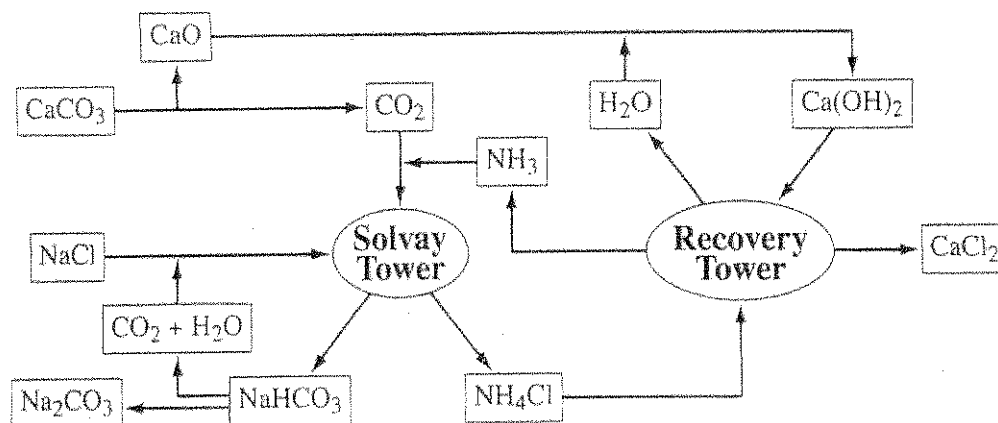 CaO
CaCO₃
CO₂
H₂O
Ca(OH)₂
NH₃
NaCl
Solvay
Tower
Recovery
Tower
CaCl₂
CO₂ + H₂O
Na₂CO₃
NaHCO₃
NH₄Cl